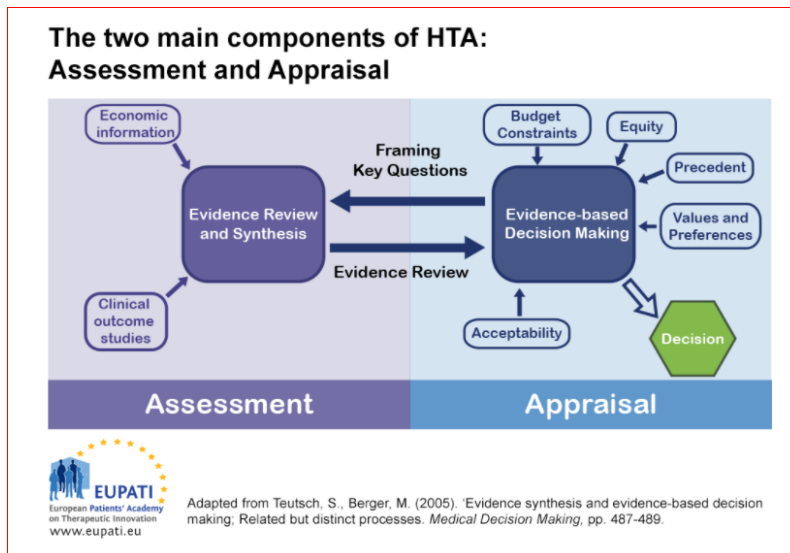 The two main components of HTA:
Assessment and Appraisal
Economic
information
Clinical
outcome
studies
Evidence Review
and Synthesis
Framing
Key Questions
Evidence Review
Budget
Constraints
Equity
Precedent
Values and
Preferences
Evidence-based
Decision Making
Acceptability
Decision
Assessment
Appraisal
EUPATI
European Patients' Academy
on Therapeutic Innovation
www.eupati.eu
Adapted from Teutsch, S., Berger, M. (2005). 'Evidence synthesis and evidence-based decision
making; Related but distinct processes. Medical Decision Making, pp. 487-489.